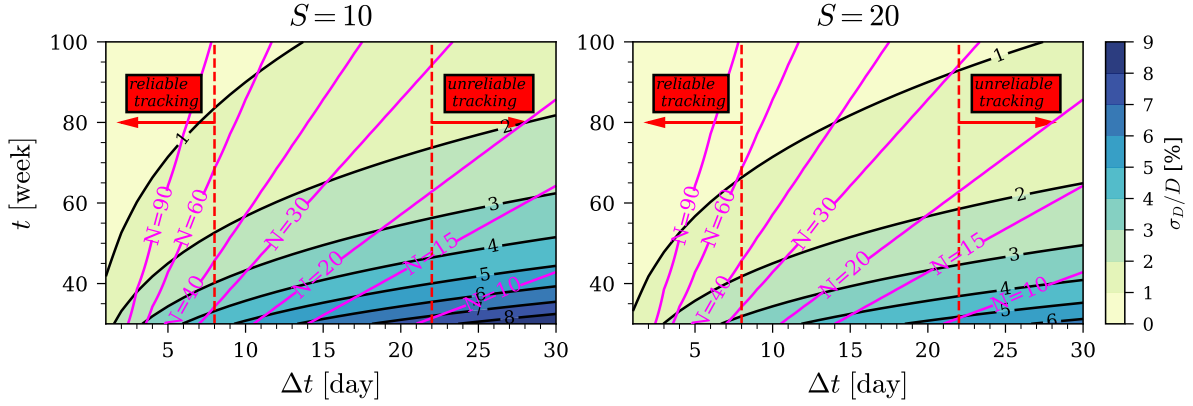 S = 10
S = 20
100
80
60
40
t [week]
reliable
tracking
unreliable
tracking
1
2
3
4
5
6
7
8
N=90
N=60
N=40
N=30
N=20
N=15
N=10
5
10
15
20
25
30
Δt [day]
100
80
60
40
reliable
tracking
unreliable
tracking
1
2
3
4
5
6
N=90
N=60
N=40
N=30
N=20
N=15
N=10
5
10
15
20
25
30
Δt [day]
9
8
7
6
5
4
3
2
1
0
σ_D/D [%]